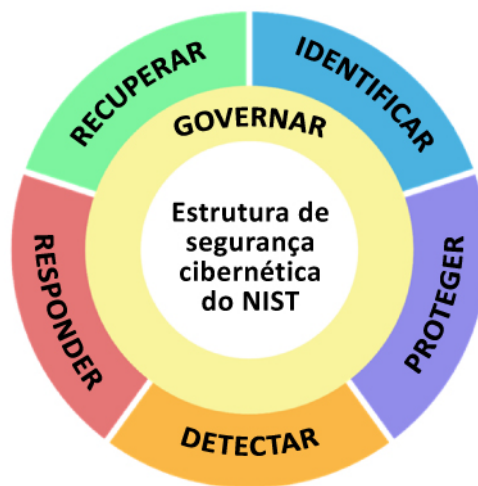 RECUPERAR
IDENTIFICAR
GOVERNAR
Estrutura de
segurança
cibernética
do NIST
RESPONDER
PROTEGER
DETECTAR